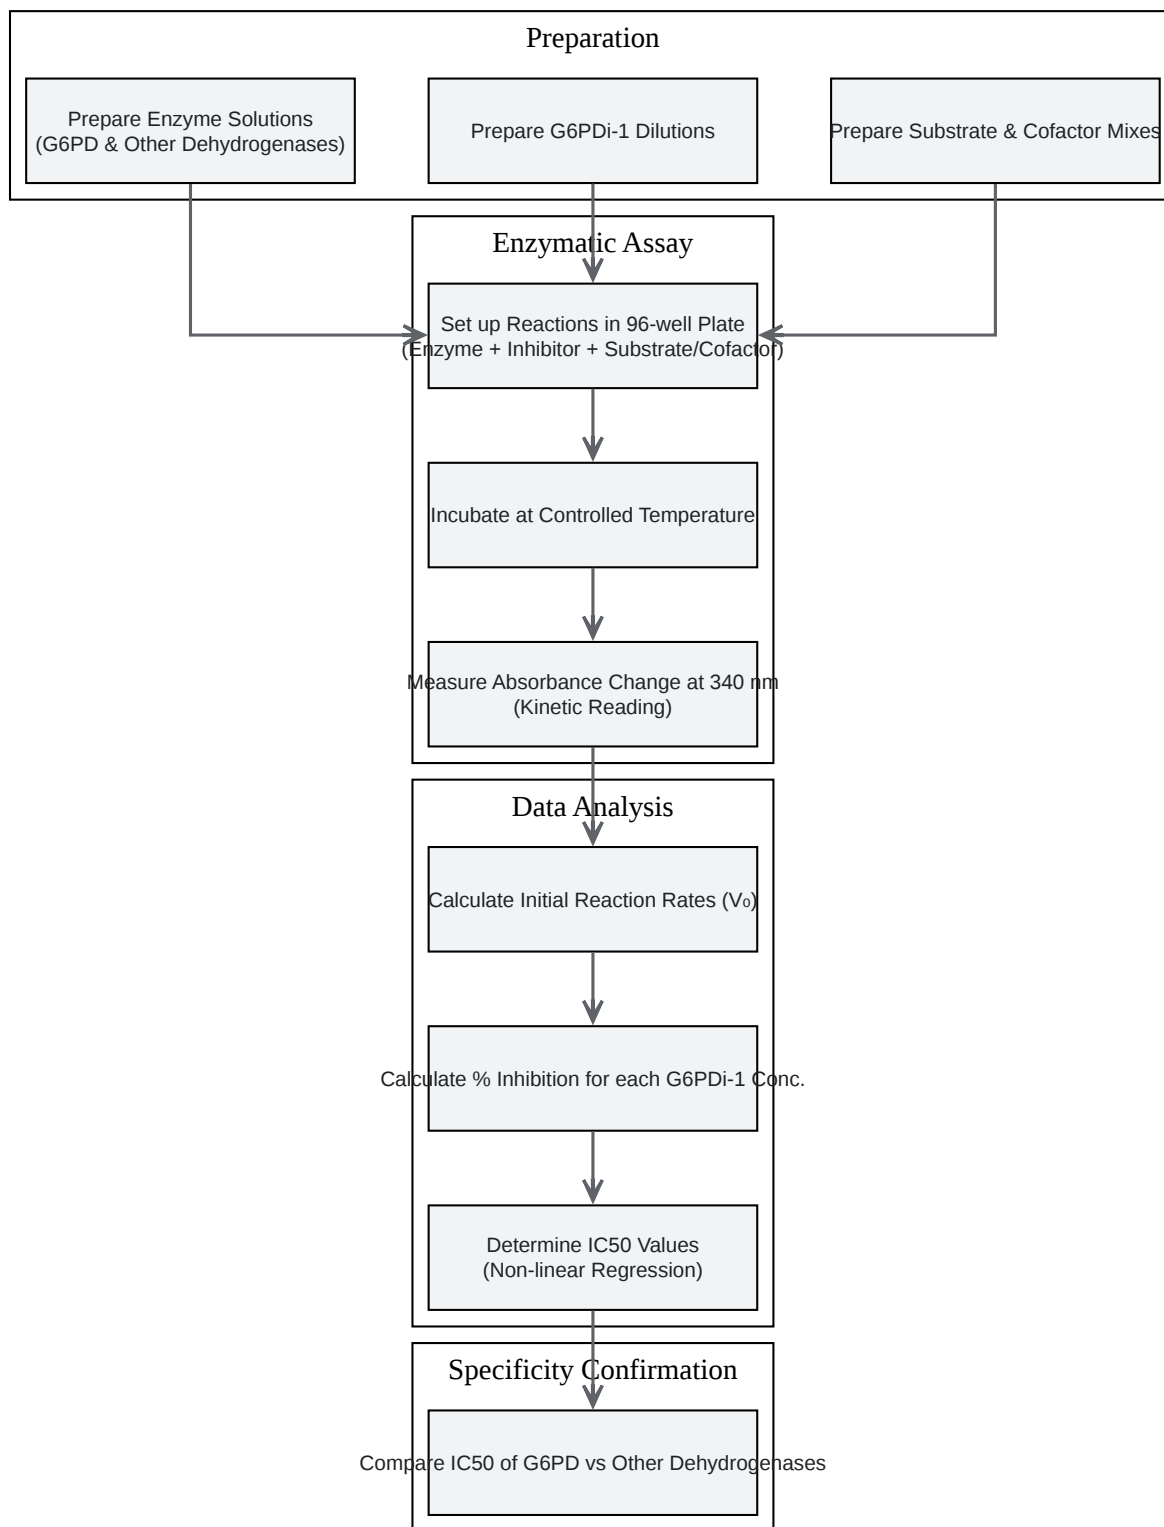 Preparation
Prepare Enzyme Solutions
(G6PD & Other Dehydrogenases)
Prepare G6PDi-1 Dilutions
Prepare Substrate & Cofactor Mixes
Enzymatic Assay
Set up Reactions in 96-well Plate
(Enzyme + Inhibitor + Substrate/Cofactor)
Incubate at Controlled Temperature
Measure Absorbance Change at 340 nm
(Kinetic Reading)
Data Analysis
Calculate Initial Reaction Rates (V₀)
Calculate % Inhibition for each G6PDi-1 Conc.
Determine IC50 Values
(Non-linear Regression)
Specificity Confirmation
Compare IC50 of G6PD vs Other Dehydrogenases